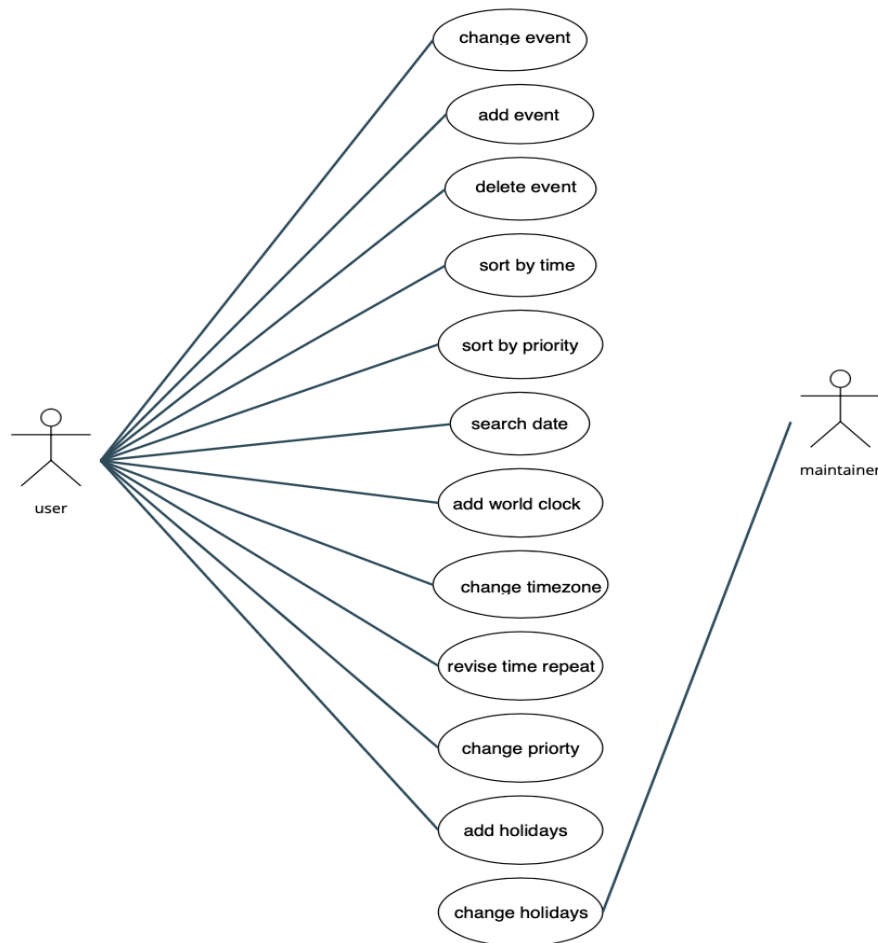 change event
add event
delete event
sort by time
sort by priority
search date
add world clock
change timezone
revise time repeat
change priorty
add holidays
change holidays
user
maintainer